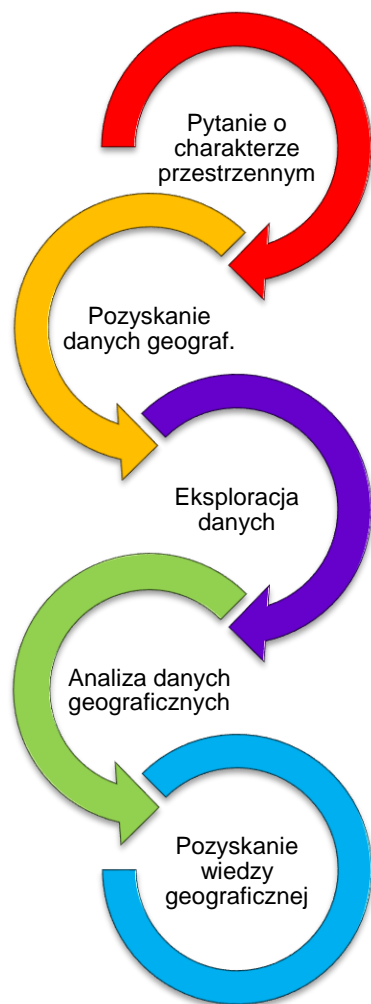 Pytanie o
charakterze
przestrzennym
Pozyskanie
danych geograf.
Eksploracja
danych
Analiza danych
geograficznych
Pozyskanie
wiedzy
geograficznej